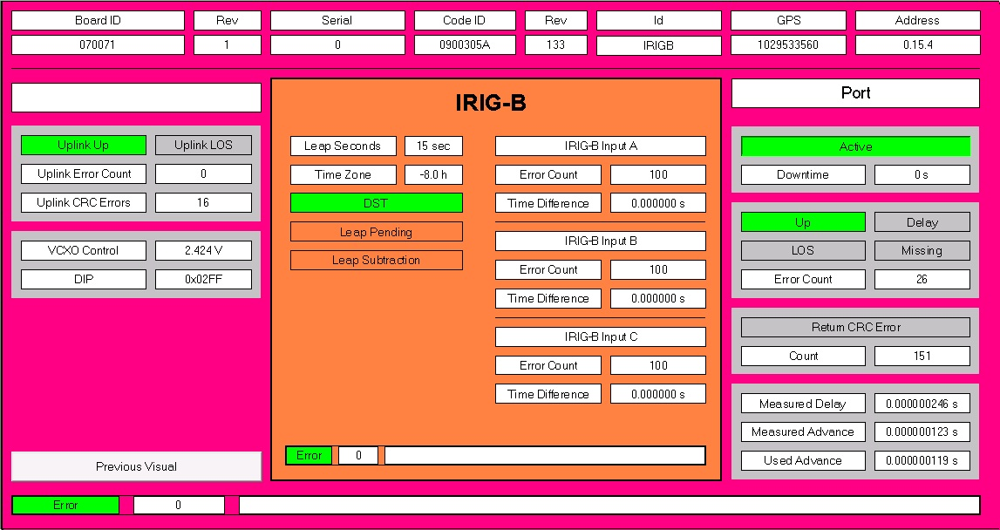 Board ID Rev Serial Code ID Rev Id GPS Address
070071 1 0 0900305A 133 IRIGB 1029533560 0.15.4
Port
Uplink Up Uplink LOS
Uplink Error Count 0
Uplink CRC Errors 16
VCXO Control 2.424 V
DIP 0x02FF
Previous Visual
IRIG-B
Leap Seconds 15 sec
Time Zone -8.0 h
DST
Leap Pending
Leap Subtraction
IRIG-B Input A
Error Count 100
Time Difference 0.000000 s
IRIG-B Input B
Error Count 100
Time Difference 0.000000 s
IRIG-B Input C
Error Count 100
Time Difference 0.000000 s
Error 0
Active
Downtime 0 s
Up Delay
LOS Missing
Error Count 26
Return CRC Error
Count 151
Measured Delay 0.000000246 s
Measured Advance 0.000000123 s
Used Advance 0.000000119 s
Error 0